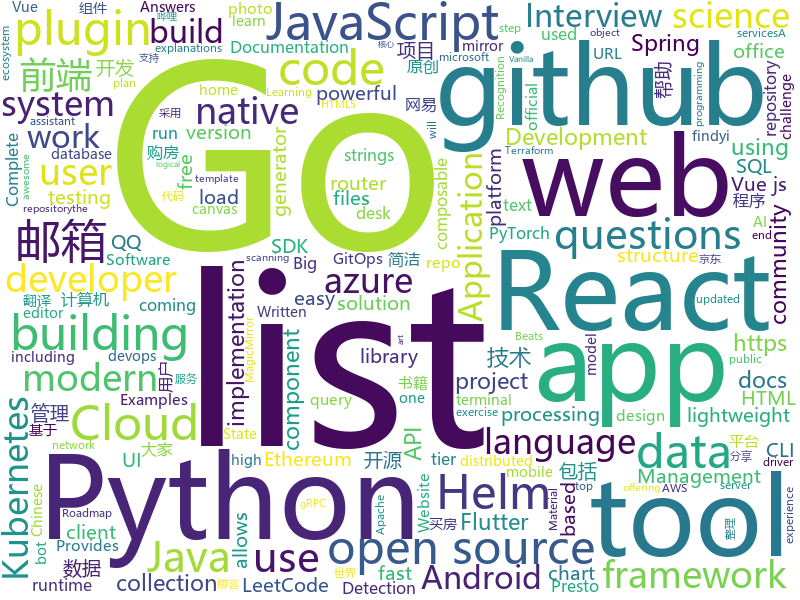 Vue 组件 哔哩 Answers photo learn ecosystem
plugin JavaScript Interview science
build Documentation explanations mirror used servicesA
前端 开发 code 项目 原创 Spring office URL object
Go github
支持 核心 microsoft Vanilla step plan
system native powerful 网易 帮助 repository challenge
assistant Learning HTML5 采用 home will
Complete work database 购房 version free run strings
official Recognition programming Terraform
Development findyi using SQL
user testing template logical awesome load generator router files canvas desk
web
Application composable platform text Vue js 程序
list
邮箱 QQ SDK GitOps 简洁 repo PyTorch AI end 京东
developer Software Big Written azure easy solution questions structure community
翻译 计算机 coming editor
React
building implementation library component
including devops 用户 Examples query 书籍 one 技术 project https
modern Kubernetes 管理 基于 服务 MagicMirror model terminal exercise docs HTML
repositorythe updated
app
Cloud UI 开源 API processing lightweight
大家 State Ethereum tier distributed language data design CLI public
Python Helm tool
client allows Java use Android Flutter based 包括 Management
Chinese Roadmap bot Provides 数据 runtime
open source
high mobile Website gRPC Apache 买房 driver server
平台 分享 AWS Material top offering
framework
collection LeetCode fast Detection chart Presto 整理 experience
代码 博客 scanning network art 世界 Beats